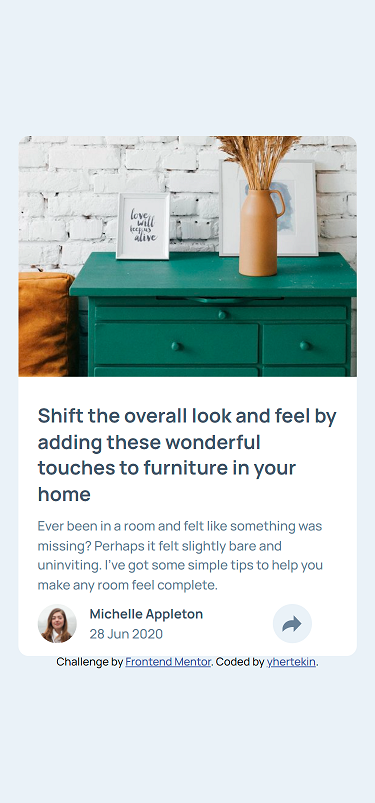 love
will
keep us
alive
Shift the overall look and feel by
adding these wonderful
touches to furniture in your
home
Ever been in a room and felt like something was
missing? Perhaps it felt slightly bare and
uninviting. I've got some simple tips to help you
make any room feel complete.
Michelle Appleton
28 Jun 2020
Challenge by Frontend Mentor. Coded by yhertekin.